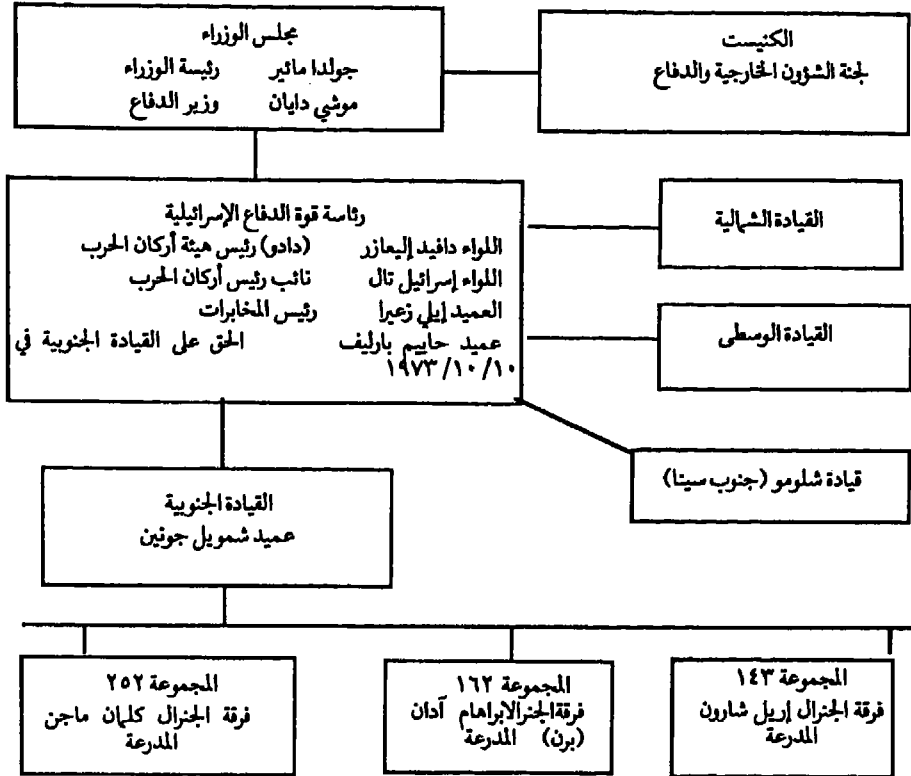 مجلس الوزراء
جولدا مائير رئيسة الوزراء
موشي دايان وزير الدفاع
الكنيست
لجنة الشؤون الخارجية والدفاع
رئاسة قوة الدفاع الإسرائيلية
اللواء دافيد إليعازر (دادو) رئيس هيئة أركان الحرب
اللواء إسرائيل تال نائب رئيس أركان الحرب
العميد إيلي زعيرا رئيس المخابرات
عميد حاييم بارليف الحق على القيادة الجنوبية في
١٩٧٣/١٠/١٠
القيادة الشمالية
القيادة الوسطى
قيادة شلومو (جنوب سينا)
القيادة الجنوبية
عميد شمويل جونين
المجموعة ١٤٣
فرقة الجنرال إريل شارون
المدرعة
المجموعة ١٦٢
فرقة الجنرالابراهام آدان
(برن) المدرعة
المجموعة ٢٥٢
فرقة الجنرال كلمان ماجن
المدرعة